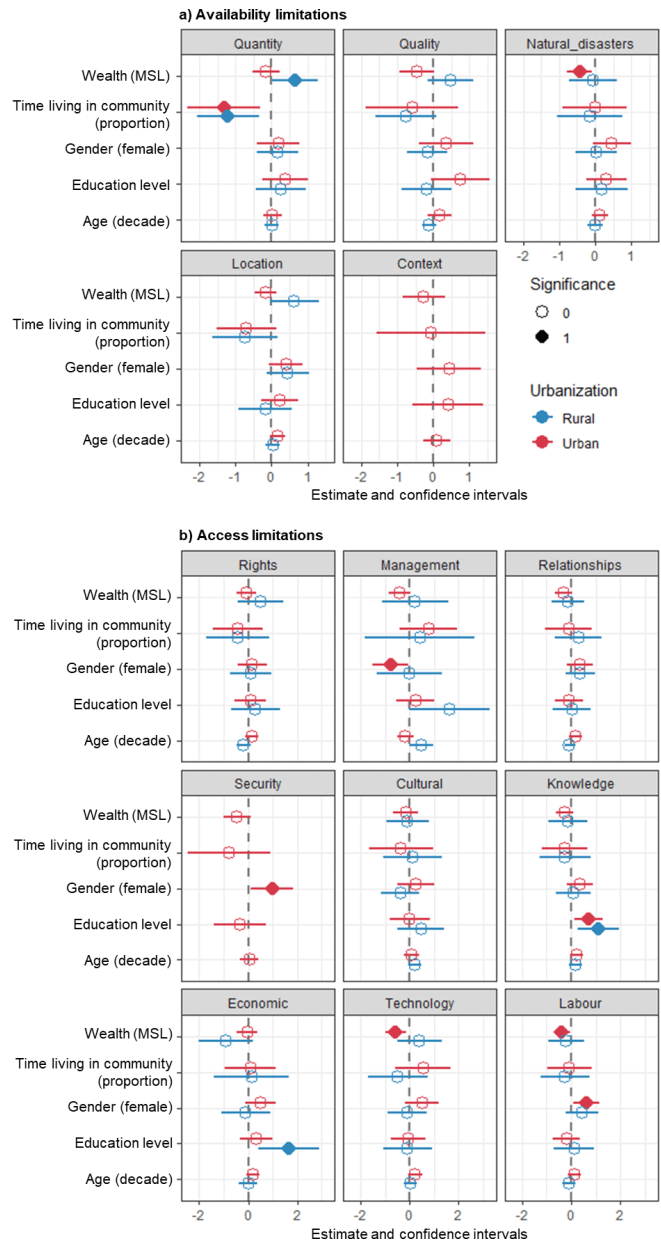 a) Availability limitations
Quantity
Quality
Natural_disasters
Wealth (MSL)
Time living in community
(proportion)
Gender (female)
Education level
Age (decade)
-2 -1 0 1
Location
Context
Wealth (MSL)
Time living in community
(proportion)
Gender (female)
Education level
Age (decade)
-2 -1 0 1
-2 -1 0 1
Estimate and confidence intervals
Significance
0
1
Urbanization
Rural
Urban
b) Access limitations
Rights
Management
Relationships
Wealth (MSL)
Time living in community
(proportion)
Gender (female)
Education level
Age (decade)
Security
Cultural
Knowledge
Wealth (MSL)
Time living in community
(proportion)
Gender (female)
Education level
Age (decade)
Economic
Technology
Labour
Wealth (MSL)
Time living in community
(proportion)
Gender (female)
Education level
Age (decade)
-2 0 2
-2 0 2
-2 0 2
Estimate and confidence intervals